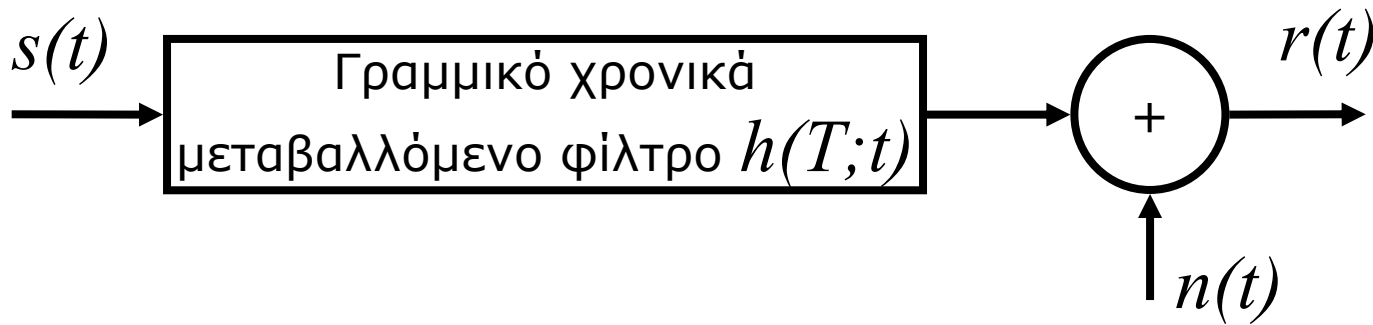 s(t)
Γραμμικό χρονικά
μεταβαλλόμενο φίλτρο h(T;t)
+
r(t)
n(t)